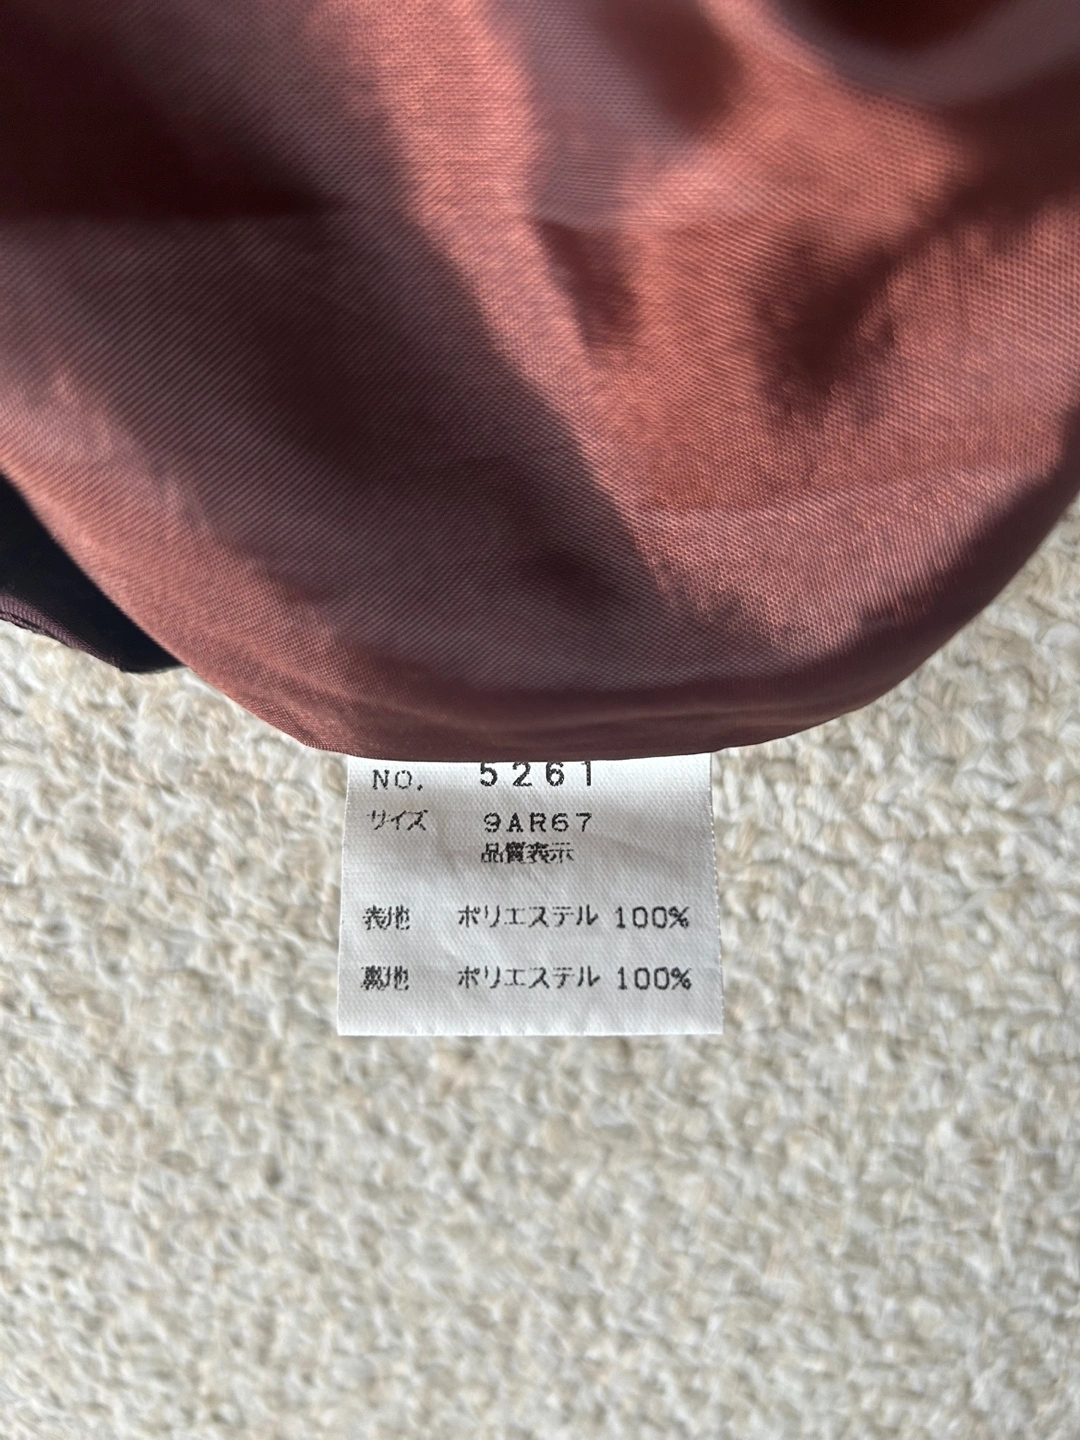 NO. 5261
サイズ 9AR67
品質表示
表地 ポリエステル 100%
裏地 ポリエステル 100%